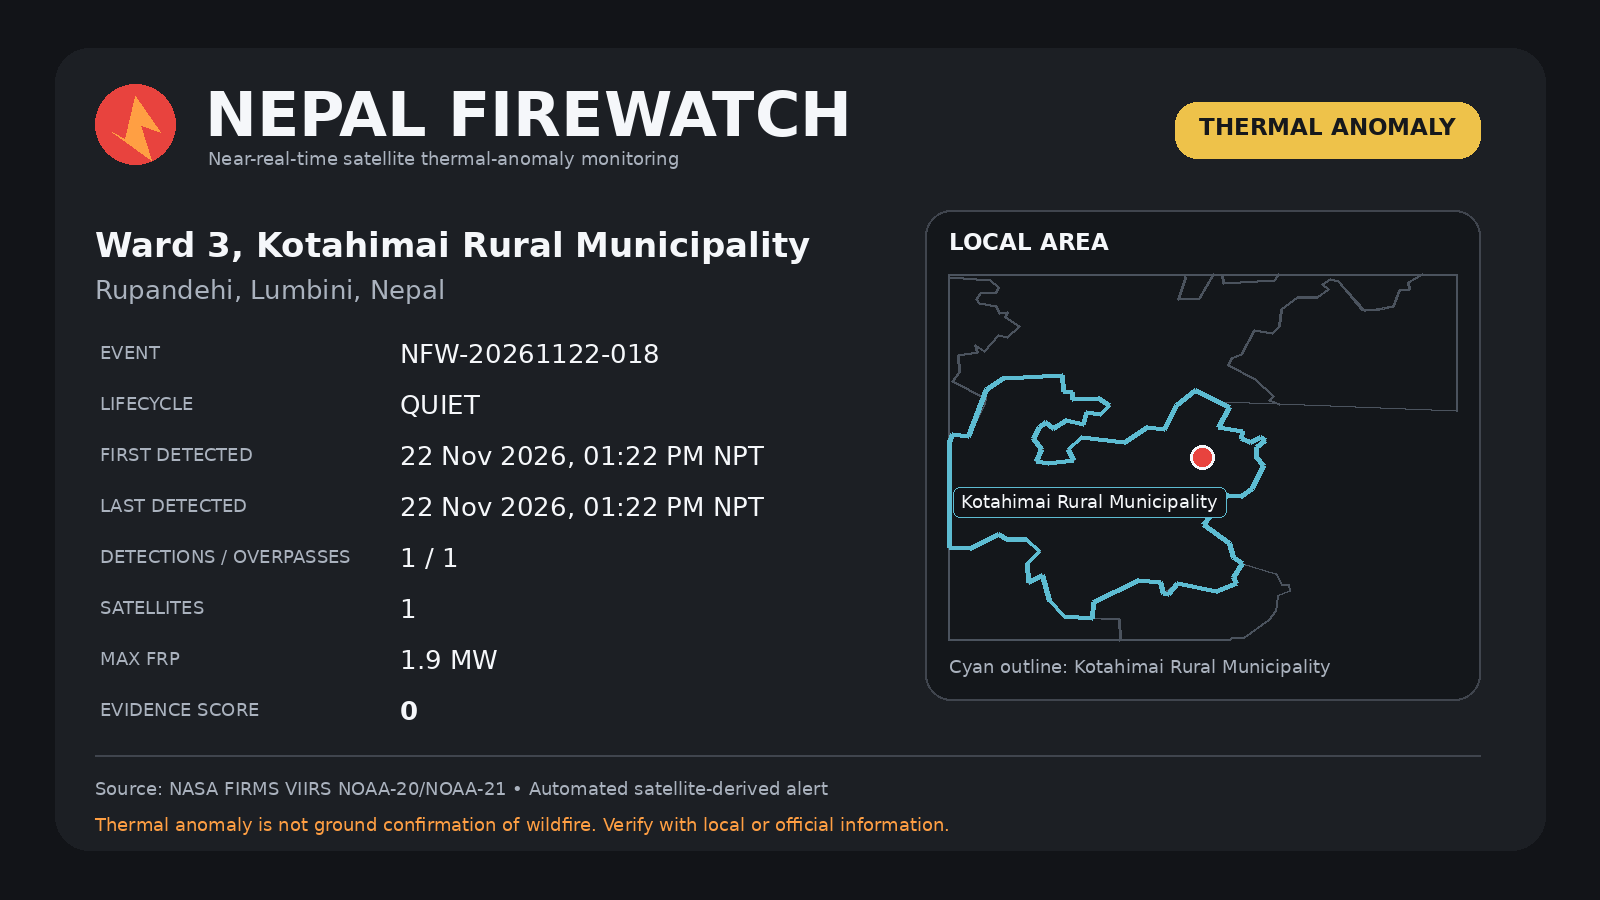 NEPAL FIREWATCH
Near-real-time satellite thermal-anomaly monitoring
THERMAL ANOMALY
Ward 3, Kotahimai Rural Municipality
Rupandehi, Lumbini, Nepal
EVENT NFW-20261122-018
LIFECYCLE QUIET
FIRST DETECTED 22 Nov 2026, 01:22 PM NPT
LAST DETECTED 22 Nov 2026, 01:22 PM NPT
DETECTIONS / OVERPASSES 1 / 1
SATELLITES 1
MAX FRP 1.9 MW
EVIDENCE SCORE 0
LOCAL AREA
Kotahimai Rural Municipality
Cyan outline: Kotahimai Rural Municipality
Source: NASA FIRMS VIIRS NOAA-20/NOAA-21 • Automated satellite-derived alert
Thermal anomaly is not ground confirmation of wildfire. Verify with local or official information.